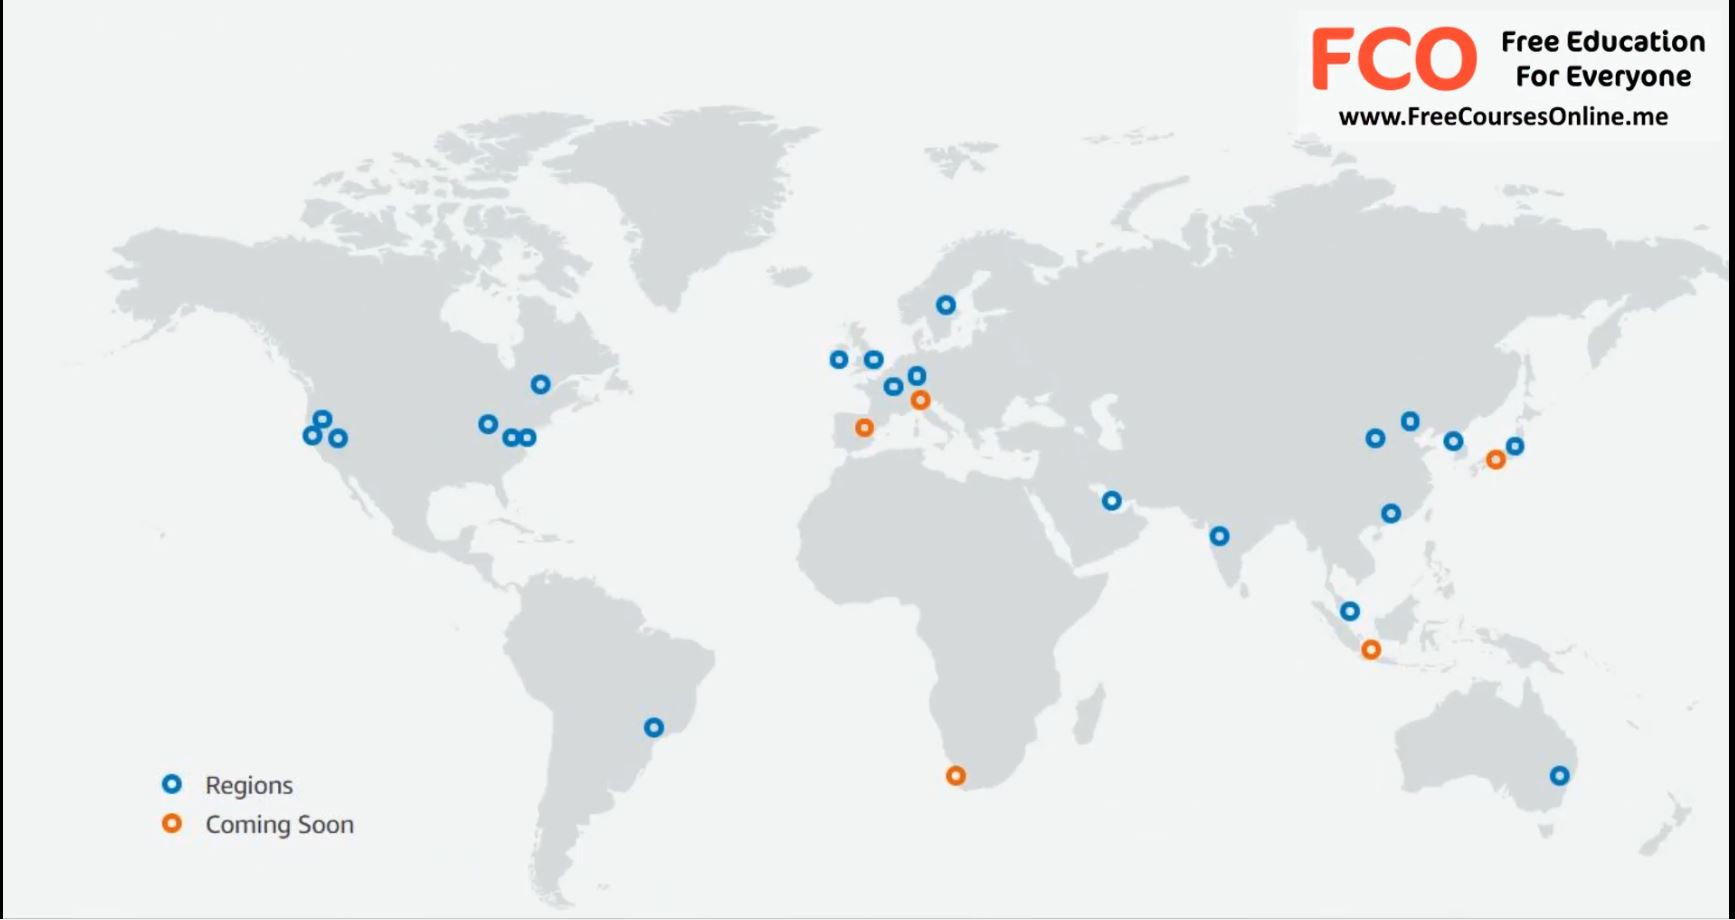 FCO
Free Education
For Everyone
www.FreeCoursesOnline.me
Regions
Coming Soon